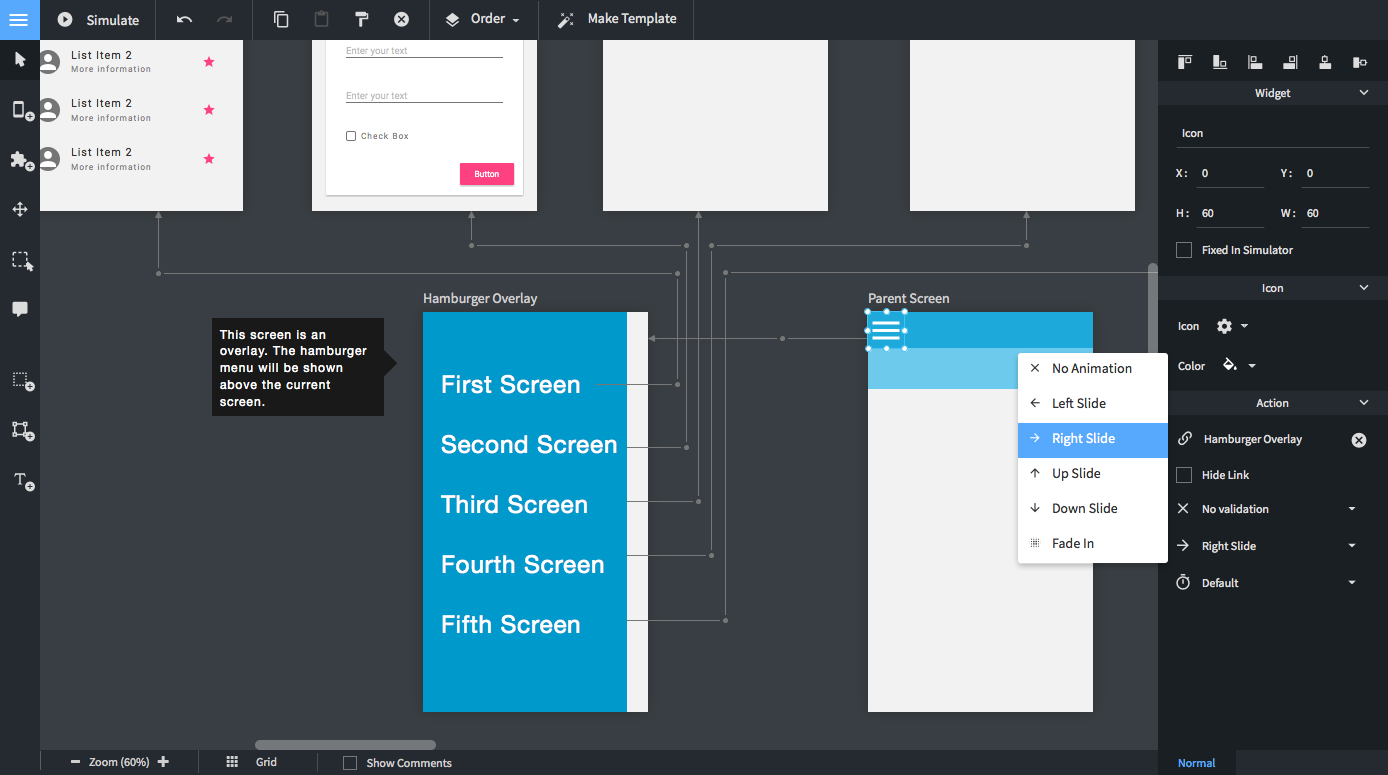 Simulate
Order
Make Template
List Item 2
More information
List Item 2
More information
List Item 2
More information
Enter your text
Enter your text
Check Box
Button
Hamburger Overlay
This screen is an
overlay. The hamburger
menu will be shown
above the current
screen.
First Screen
Second Screen
Third Screen
Fourth Screen
Fifth Screen
Parent Screen
No Animation
Left Slide
Right Slide
Up Slide
Down Slide
Fade In
Widget
Icon
X: 0 Y: 0
H: 60 W: 60
Fixed In Simulator
Icon
Icon
Color
Action
Hamburger Overlay
Hide Link
No validation
Right Slide
Default
Zoom (60%)
Grid
Show Comments
Normal